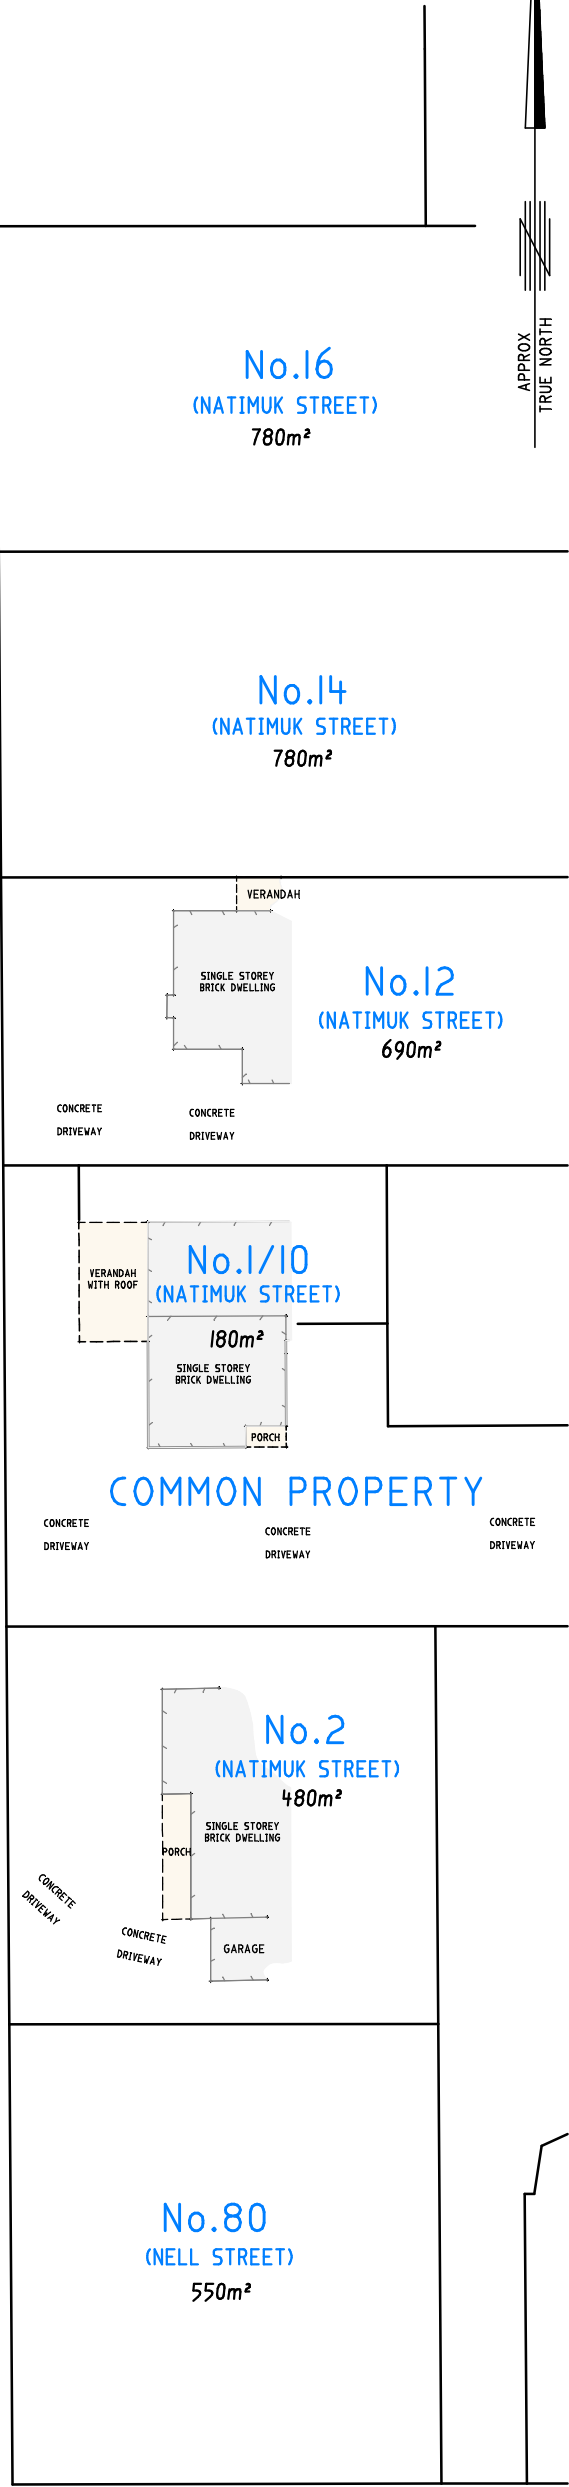 APPROX
TRUE NORTH
No.16
(NATIMUK STREET)
780m²
No.14
(NATIMUK STREET)
780m²
VERANDAH
SINGLE STOREY
BRICK DWELLING
No.12
(NATIMUK STREET)
690m²
CONCRETE
DRIVEWAY
CONCRETE
DRIVEWAY
No.1/10
(NATIMUK STREET)
VERANDAH
WITH ROOF
180m²
SINGLE STOREY
BRICK DWELLING
PORCH
COMMON PROPERTY
CONCRETE
DRIVEWAY
CONCRETE
DRIVEWAY
CONCRETE
DRIVEWAY
No.2
(NATIMUK STREET)
480m²
SINGLE STOREY
BRICK DWELLING
PORCH
CONCRETE
DRIVEWAY
CONCRETE
DRIVEWAY
GARAGE
No.80
(NELL STREET)
550m²